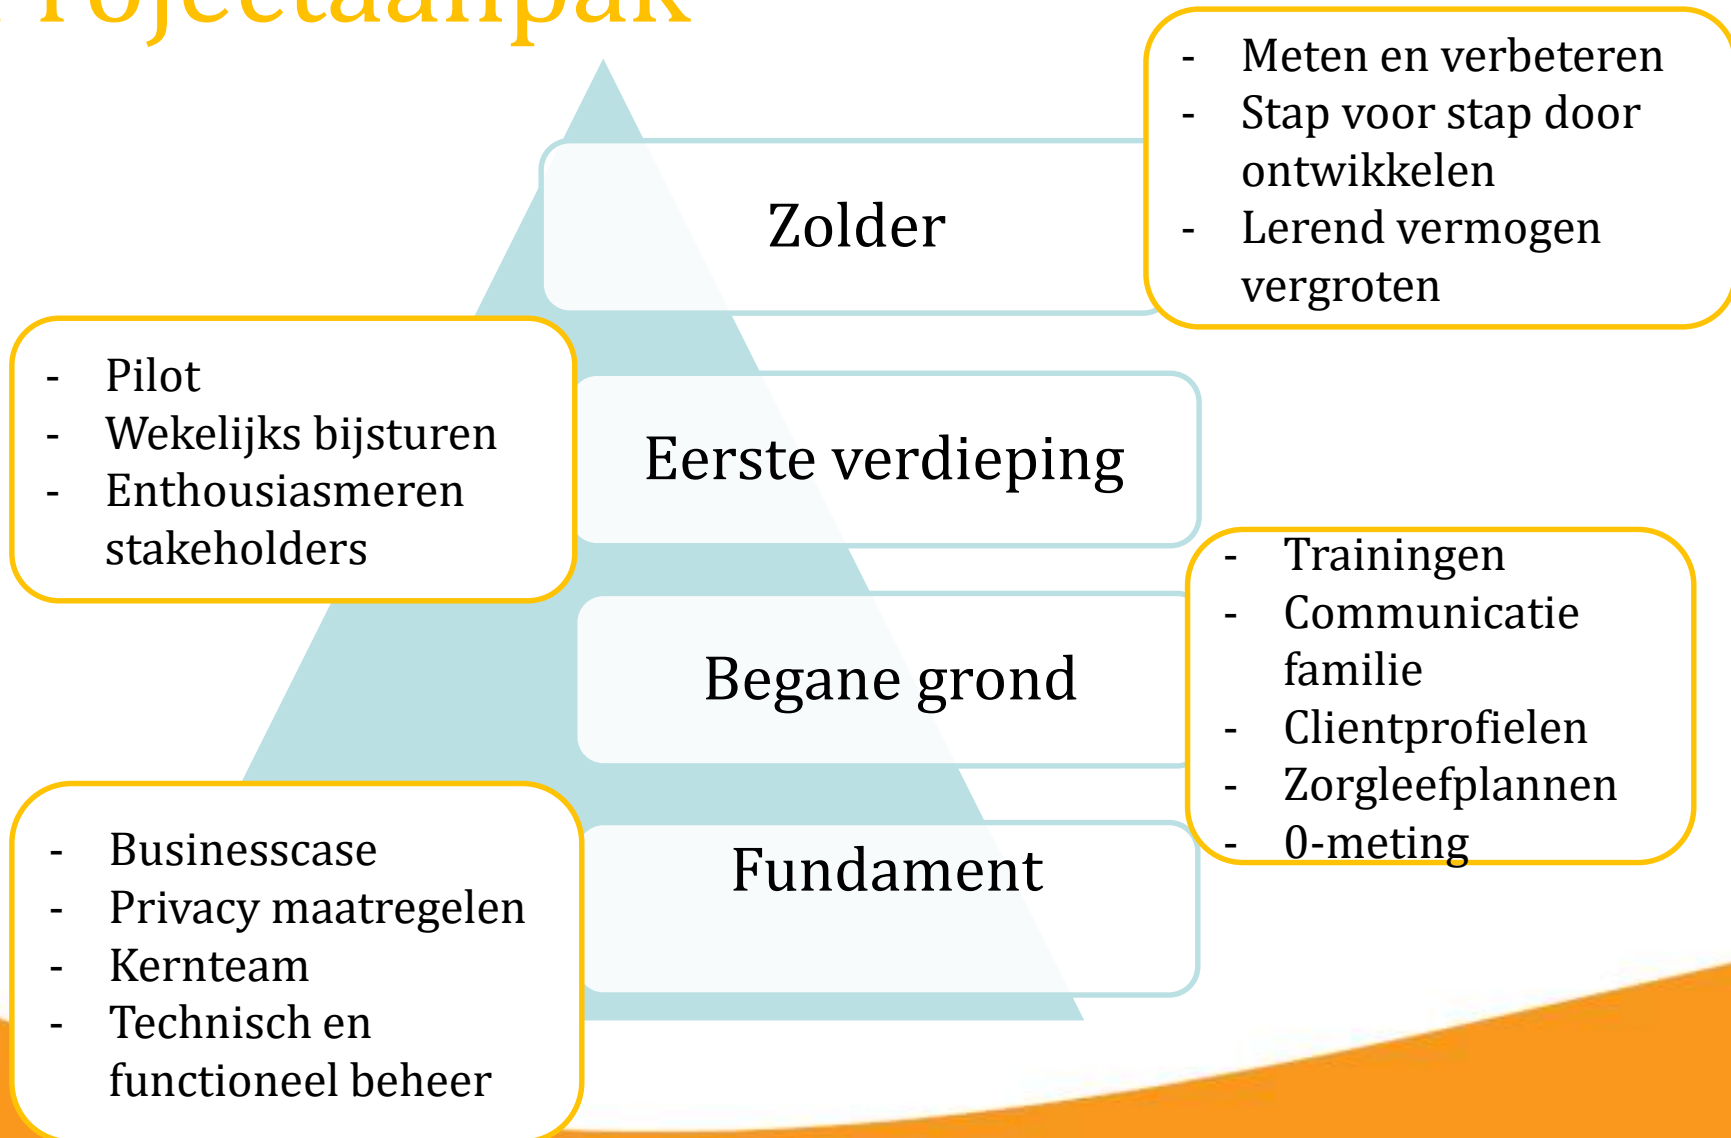 Projectaanpak
- Meten en verbeteren
- Stap voor stap door
ontwikkelen
- Lerend vermogen
vergroten
Zolder
- Pilot
- Wekelijks bijsturen
- Enthousiasmeren
stakeholders
Eerste verdieping
- Trainingen
- Communicatie
familie
- Clientprofielen
- Zorgleefplannen
- 0-meting
Begane grond
- Businesscase
- Privacy maatregelen
- Kernteam
- Technisch en
functioneel beheer
Fundament